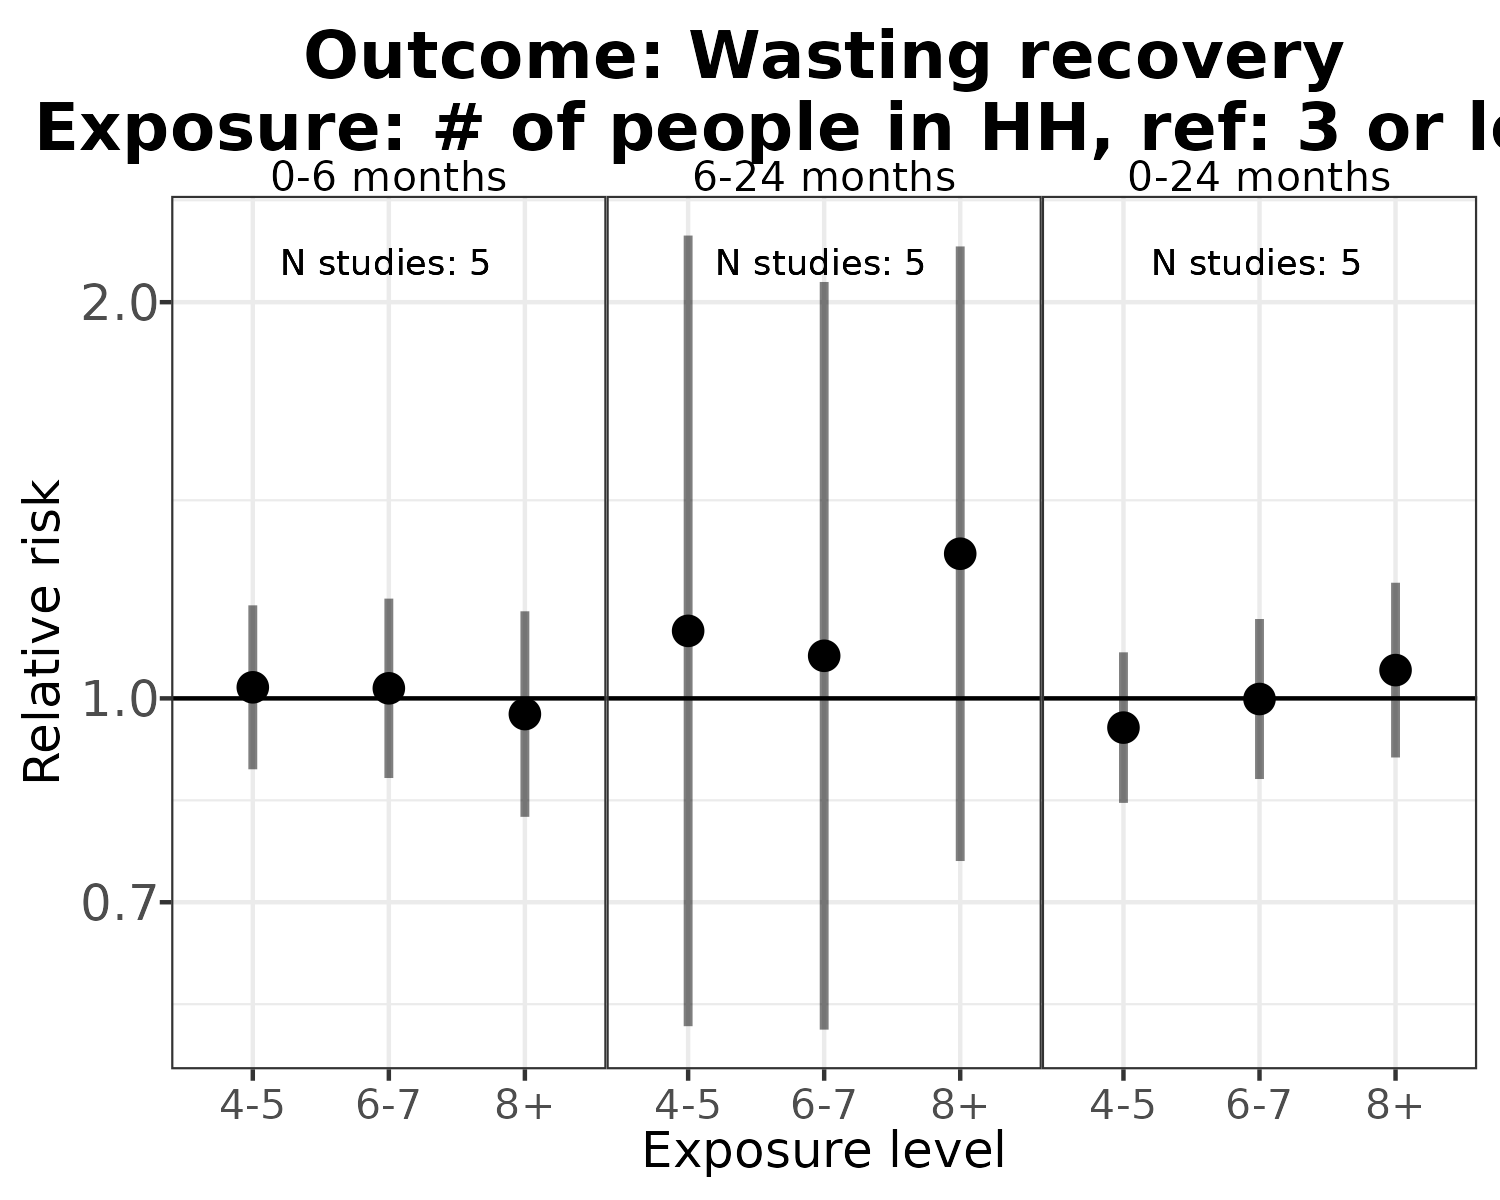 Outcome: Wasting recovery
Exposure: # of people in HH, ref: 3 or
0-6 months 6-24 months 0-24 months
N studies: 5 N studies: 5 N studies: 5
2.0
1.0
0.7
Relative risk
4-5 6-7 8+ 4-5 6-7 8+ 4-5 6-7 8+
Exposure level